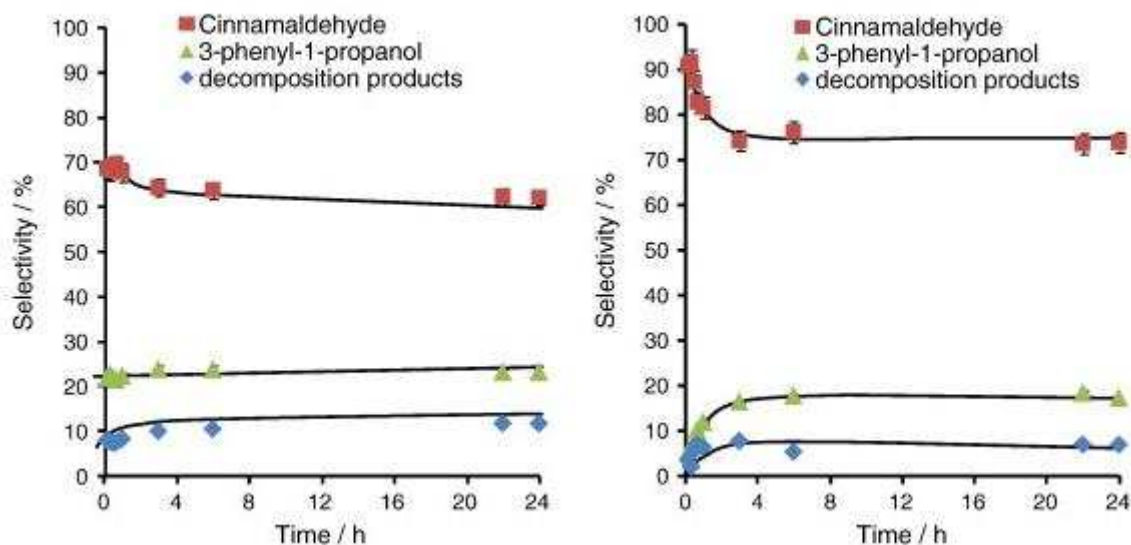 100
90
80
70
60
50
40
30
20
10
0
Selectivity / %
Cinnamaldehyde
3-phenyl-1-propanol
decomposition products
0 4 8 12 16 20 24
Time / h
100
90
80
70
60
50
40
30
20
10
0
Selectivity / %
Cinnamaldehyde
3-phenyl-1-propanol
decomposition products
0 4 8 12 16 20 24
Time / h